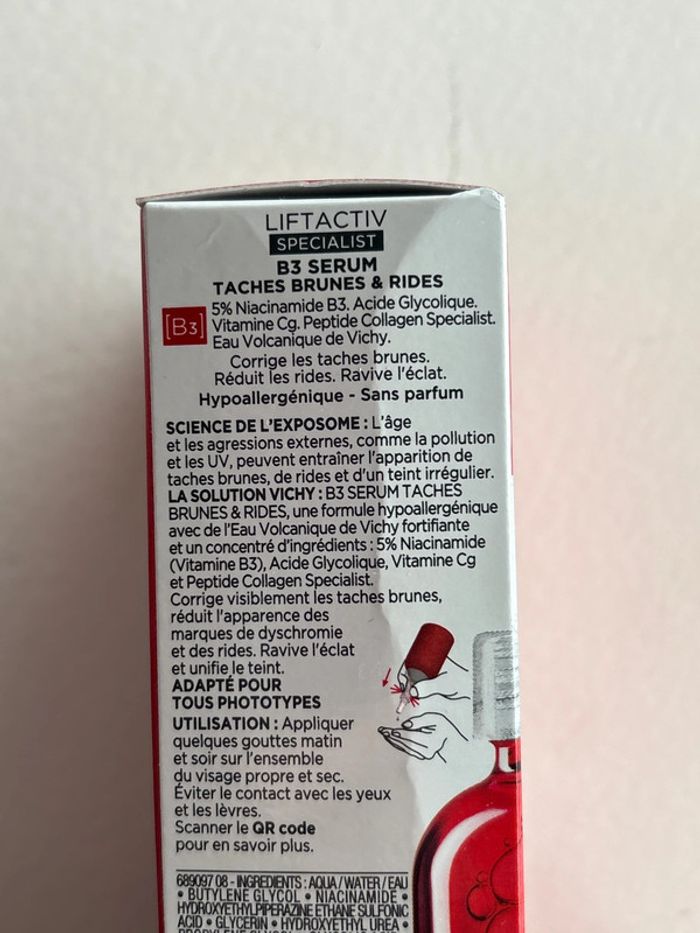 LIFTACTIV
SPECIALIST
B3 SERUM
TACHES BRUNES & RIDES
[B3]
5% Niacinamide B3. Acide Glycolique.
Vitamine Cg. Peptide Collagen Specialist.
Eau Volcanique de Vichy.
Corrige les taches brunes.
Réduit les rides. Ravive l'éclat.
Hypoallergénique - Sans parfum
SCIENCE DE L'EXPOSOME : L'âge
et les agressions externes, comme la pollution
et les UV, peuvent entraîner l'apparition de
taches brunes, de rides et d'un teint irrégulier.
LA SOLUTION VICHY : B3 SERUM TACHES
BRUNES & RIDES, une formule hypoallergénique
avec de l'Eau Volcanique de Vichy fortifiante
et un concentré d'ingrédients : 5% Niacinamide
(Vitamine B3), Acide Glycolique, Vitamine Cg
et Peptide Collagen Specialist.
Corrige visiblement les taches brunes,
réduit l'apparence des
marques de dyschromie
et des rides. Ravive l'éclat
et unifie le teint.
ADAPTÉ POUR
TOUS PHOTOTYPES
UTILISATION : Appliquer
quelques gouttes matin
et soir sur l'ensemble
du visage propre et sec.
Éviter le contact avec les yeux
et les lèvres.
Scanner le QR code
pour en savoir plus.
689097 08 - INGREDIENTS : AQUA / WATER / EAU
• BUTYLENE GLYCOL • NIACINAMIDE •
HYDROXYETHYLPIPERAZINE ETHANE SULFONIC
ACID • GLYCERIN • HYDROXYETHYL UREA •